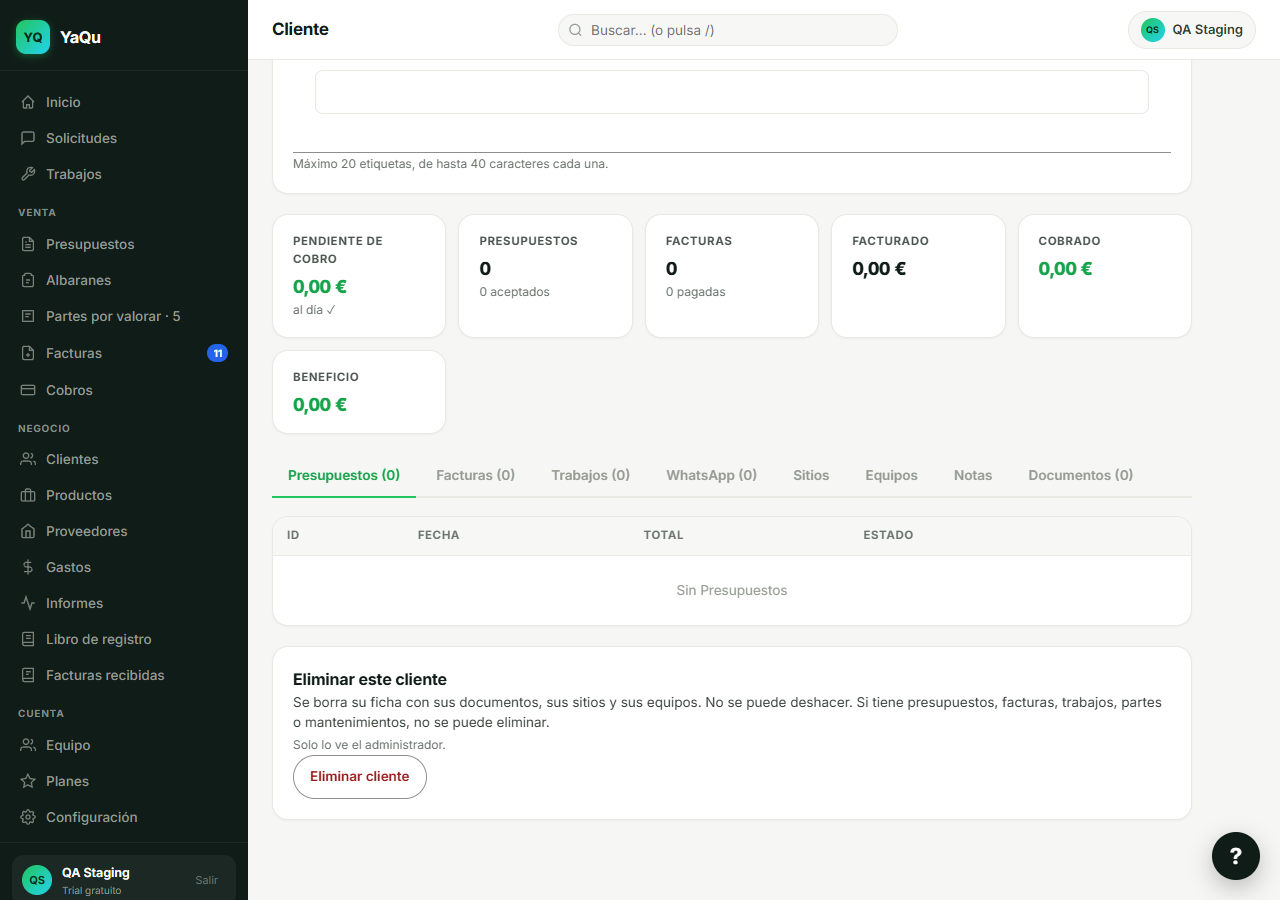 YQ YaQu
Inicio
Solicitudes
Trabajos
VENTA
Presupuestos
Albaranes
Partes por valorar · 5
Facturas 11
Cobros
NEGOCIO
Clientes
Productos
Proveedores
Gastos
Informes
Libro de registro
Facturas recibidas
CUENTA
Equipo
Planes
Configuración
QS QA Staging
Trial gratuito
Salir
Cliente
Buscar... (o pulsa /)
QS QA Staging
Máximo 20 etiquetas, de hasta 40 caracteres cada una.
PENDIENTE DE
COBRO
0,00 €
al día ✓
PRESUPUESTOS
0
0 aceptados
FACTURAS
0
0 pagadas
FACTURADO
0,00 €
COBRADO
0,00 €
BENEFICIO
0,00 €
Presupuestos (0) Facturas (0) Trabajos (0) WhatsApp (0) Sitios Equipos Notas Documentos (0)
ID FECHA TOTAL ESTADO
Sin Presupuestos
Eliminar este cliente
Se borra su ficha con sus documentos, sus sitios y sus equipos. No se puede deshacer. Si tiene presupuestos, facturas, trabajos, partes
o mantenimientos, no se puede eliminar.
Solo lo ve el administrador.
Eliminar cliente
?